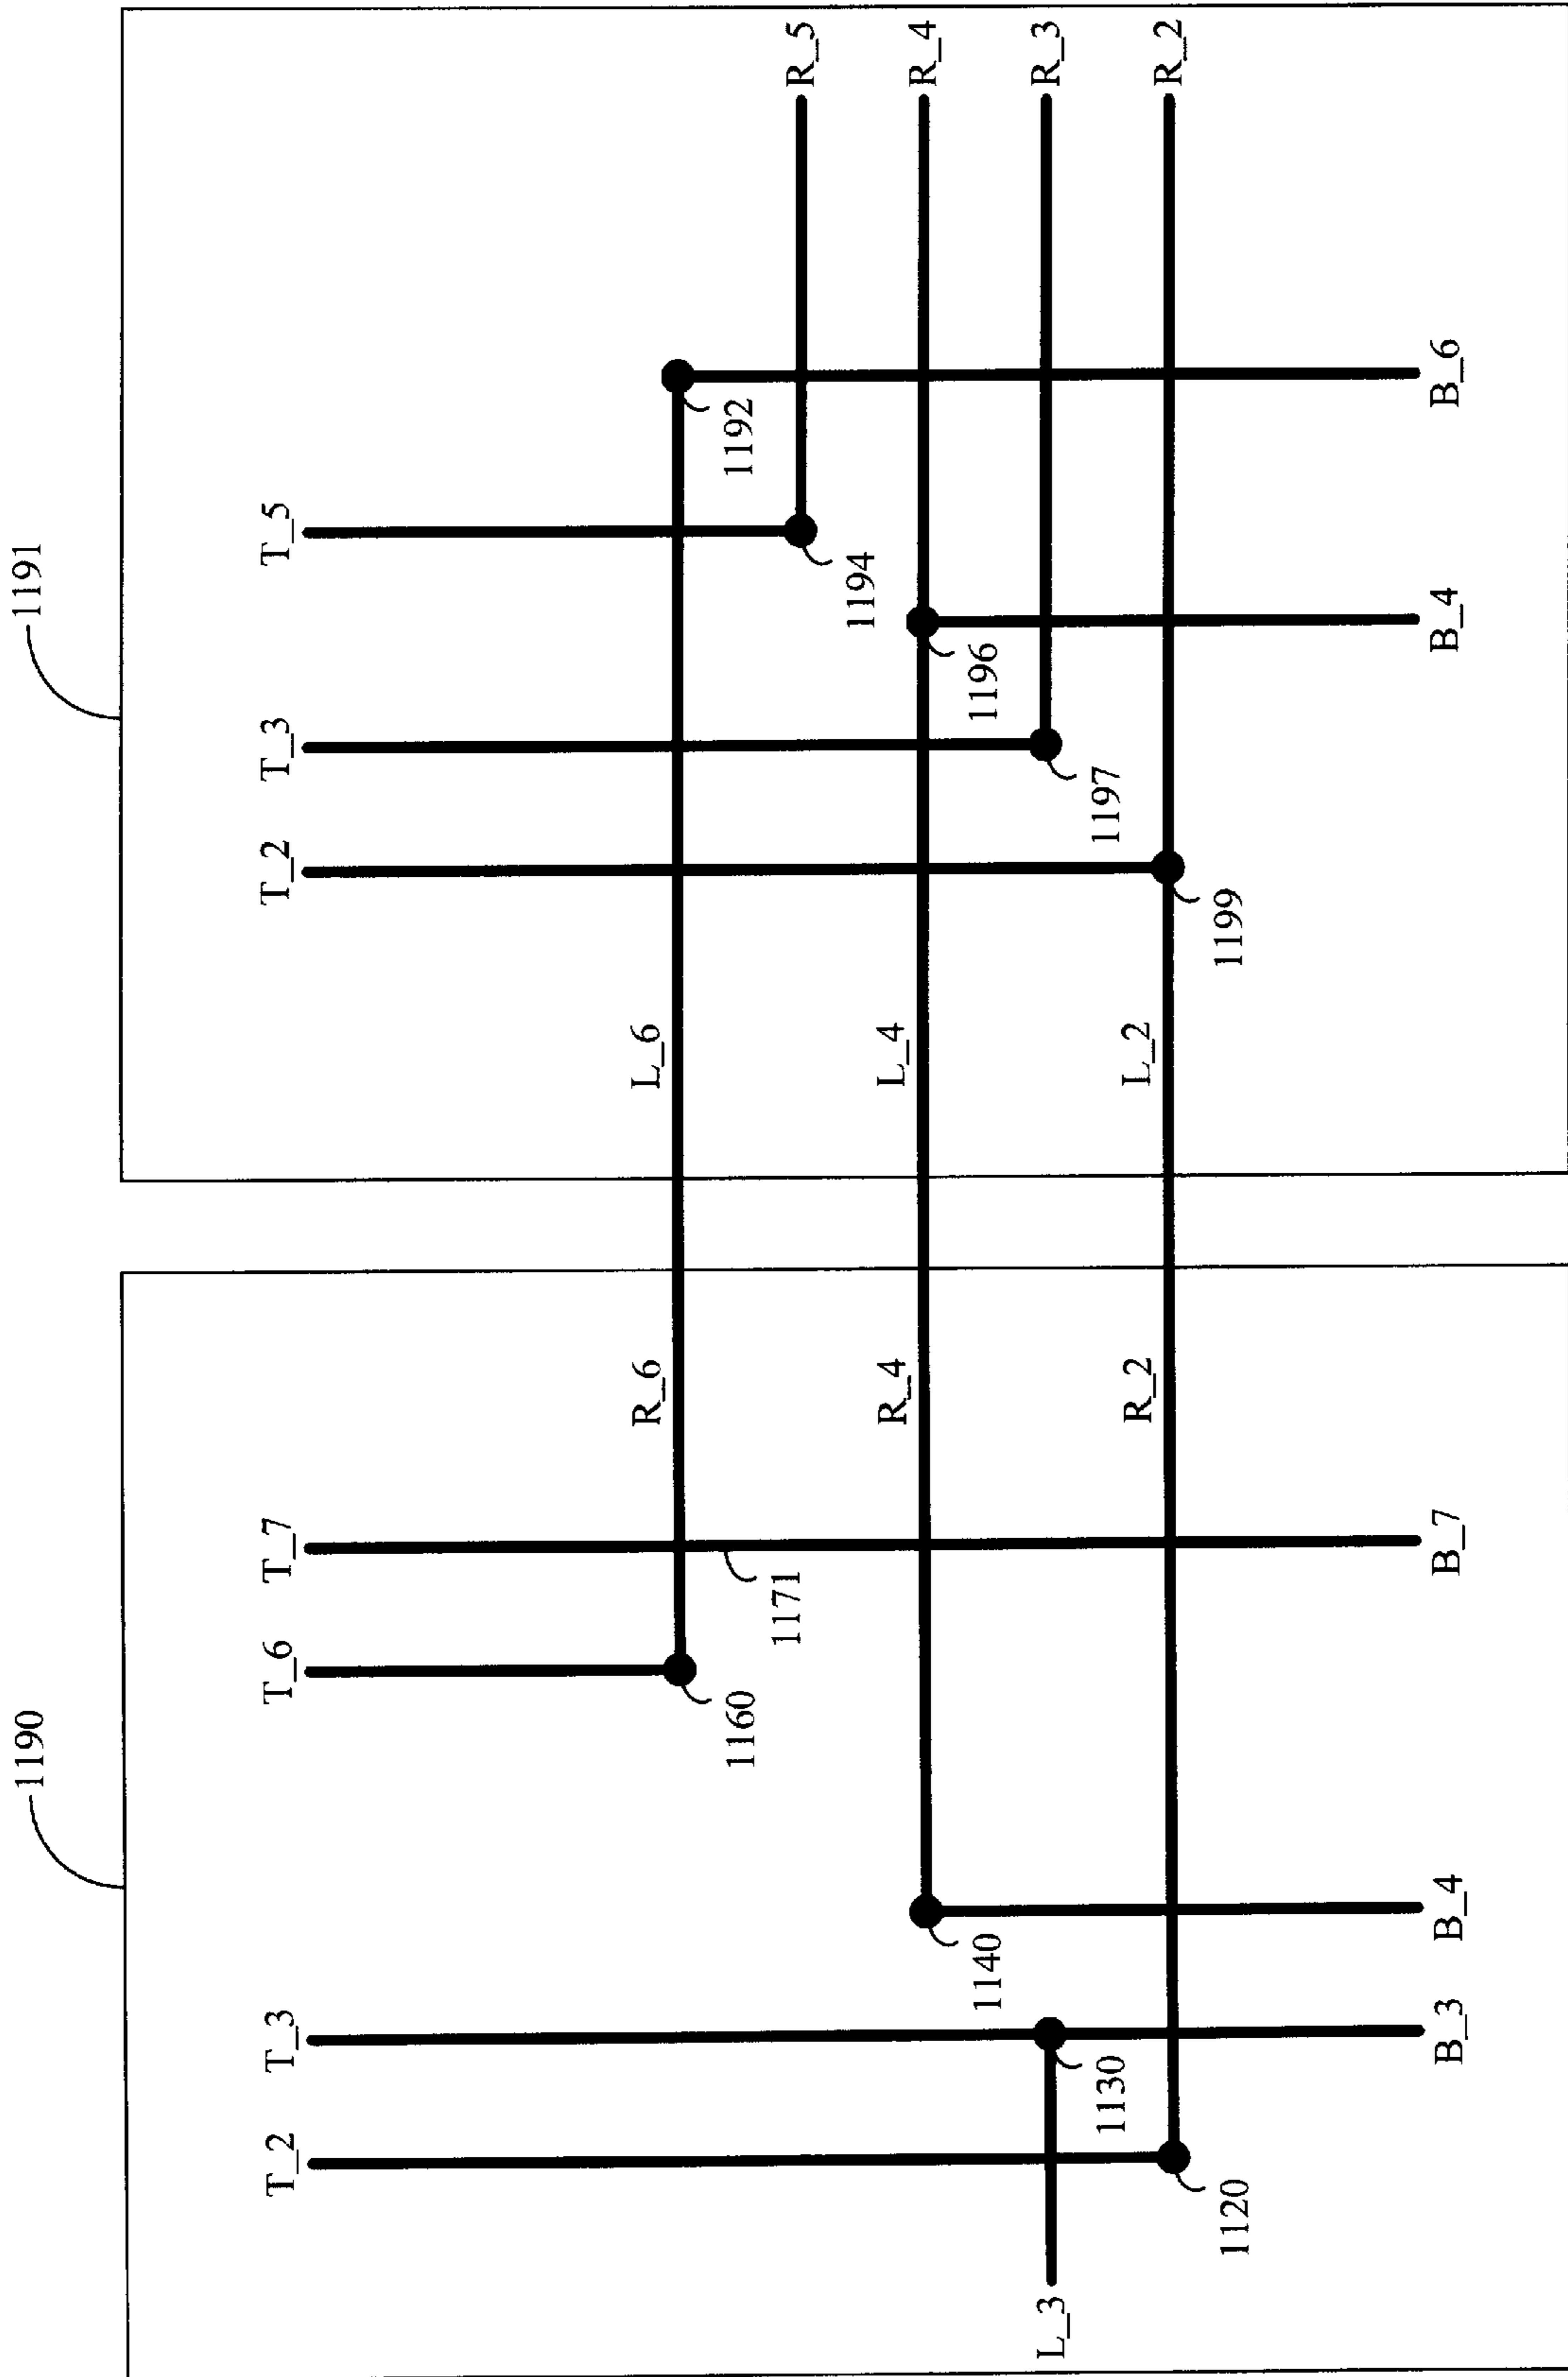 1190
1191
T_2
T_3
T_6
T_7
T_2
T_3
T_5
R_6
L_6
1160
1171
1192
R_5
1194
R_4
L_4
R_4
1140
1196
L_3
R_3
1130
1197
R_2
L_2
R_2
1120
1199
B_3
B_4
B_7
B_4
B_6